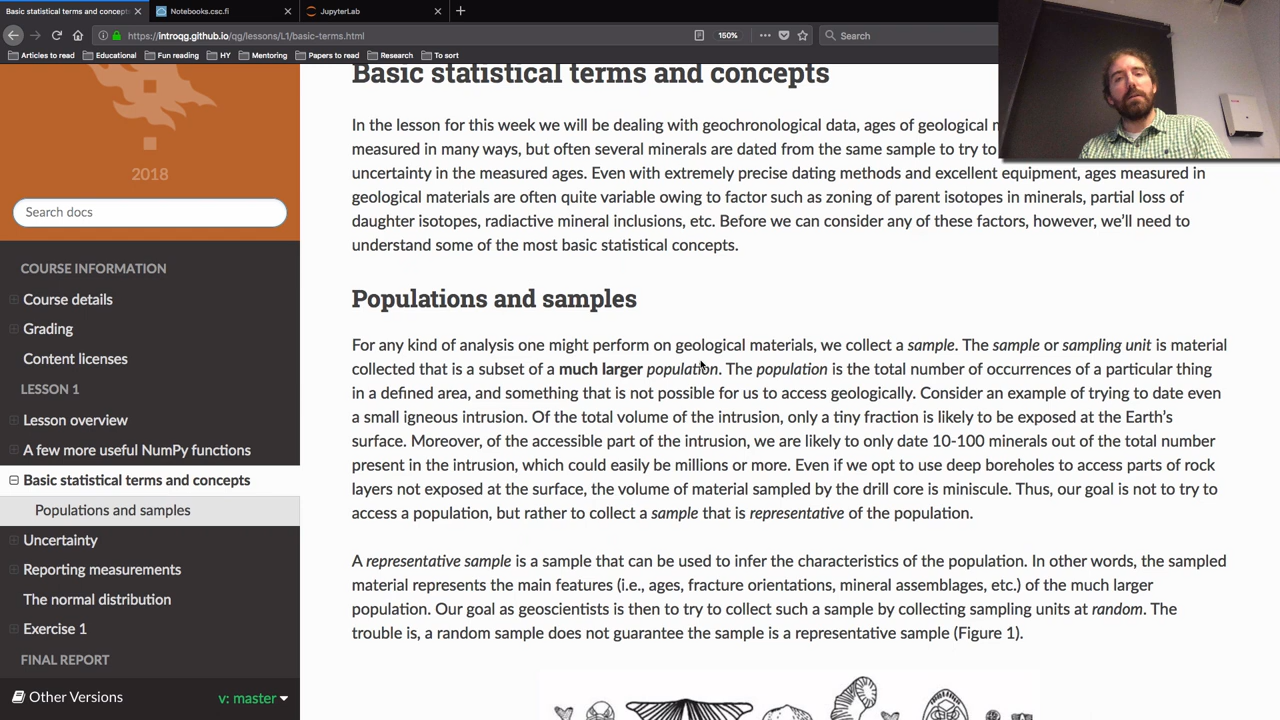 Basic statistical terms and concepts
Notebooks.csc.fi
JupyterLab
https://introqg.github.io/qg/lessons/L1/basic-terms.html
150%
Search
Articles to read
Educational
Fun reading
HY
Mentoring
Papers to read
Research
To sort
2018
Search docs
COURSE INFORMATION
Course details
Grading
Content licenses
LESSON 1
Lesson overview
A few more useful NumPy functions
Basic statistical terms and concepts
Populations and samples
Uncertainty
Reporting measurements
The normal distribution
Exercise 1
FINAL REPORT
Other Versions
v: master
Basic statistical terms and concepts
In the lesson for this week we will be dealing with geochronological data, ages of geological
measured in many ways, but often several minerals are dated from the same sample to try to
uncertainty in the measured ages. Even with extremely precise dating methods and excellent equipment, ages measured in
geological materials are often quite variable owing to factor such as zoning of parent isotopes in minerals, partial loss of
daughter isotopes, radiactive mineral inclusions, etc. Before we can consider any of these factors, however, we'll need to
understand some of the most basic statistical concepts.
Populations and samples
For any kind of analysis one might perform on geological materials, we collect a sample. The sample or sampling unit is material
collected that is a subset of a much larger population. The population is the total number of occurrences of a particular thing
in a defined area, and something that is not possible for us to access geologically. Consider an example of trying to date even
a small igneous intrusion. Of the total volume of the intrusion, only a tiny fraction is likely to be exposed at the Earth's
surface. Moreover, of the accessible part of the intrusion, we are likely to only date 10-100 minerals out of the total number
present in the intrusion, which could easily be millions or more. Even if we opt to use deep boreholes to access parts of rock
layers not exposed at the surface, the volume of material sampled by the drill core is miniscule. Thus, our goal is not to try to
access a population, but rather to collect a sample that is representative of the population.
A representative sample is a sample that can be used to infer the characteristics of the population. In other words, the sampled
material represents the main features (i.e., ages, fracture orientations, mineral assemblages, etc.) of the much larger
population. Our goal as geoscientists is then to try to collect such a sample by collecting sampling units at random. The
trouble is, a random sample does not guarantee the sample is a representative sample (Figure 1).